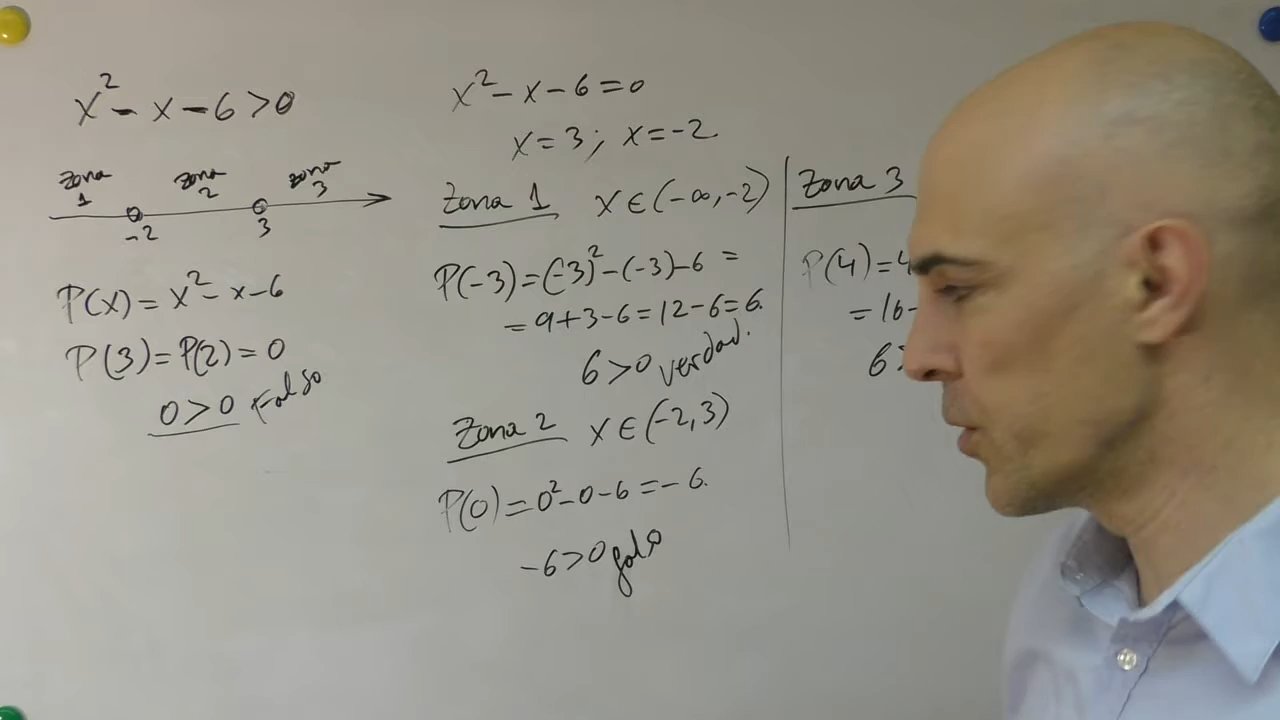 x² - x - 6 > 0
zona 1 zona 2 zona 3
-2 3
P(x) = x² - x - 6
P(3) = P(2) = 0
0 > 0 Falso
x² - x - 6 = 0
x = 3 ; x = -2
Zona 1 x ∈ (-∞, -2)
P(-3) = (-3)² - (-3) - 6 =
= 9 + 3 - 6 = 12 - 6 = 6.
6 > 0 verdad.
Zona 2 x ∈ (-2, 3)
P(0) = 0² - 0 - 6 = -6.
-6 > 0 falso
Zona 3
P(4) = 4
= 16 -
6 >